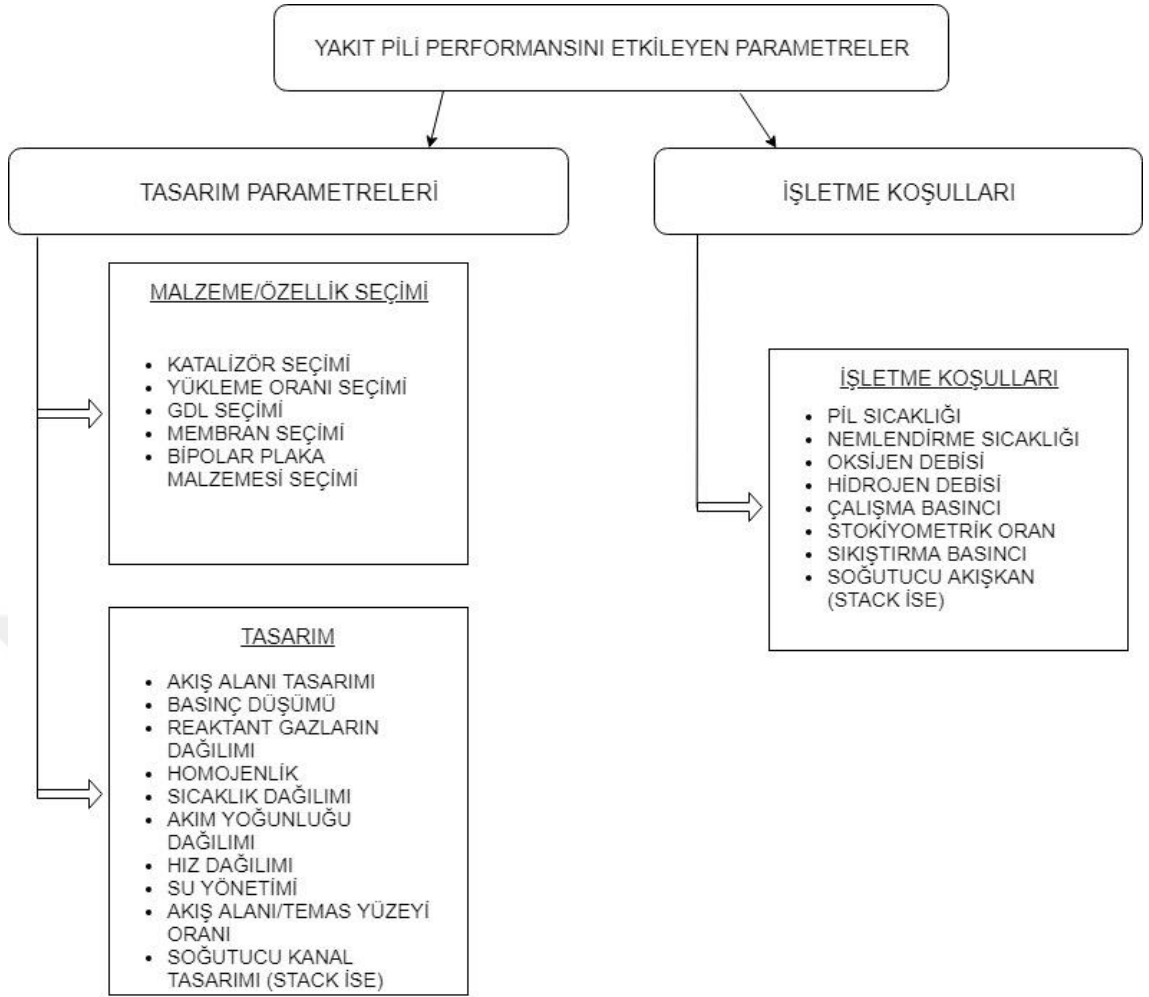 YAKIT PİLİ PERFORMANSINI ETKİLEYEN PARAMETRELER
TASARIM PARAMETRELERİ
İŞLETME KOŞULLARI
MALZEME/ÖZELLİK SEÇİMİ
• KATALİZÖR SEÇİMİ
• YÜKLEME ORANI SEÇİMİ
• GDL SEÇİMİ
• MEMBRAN SEÇİMİ
• BİPOLAR PLAKA
MALZEMESİ SEÇİMİ
İŞLETME KOŞULLARI
• PİL SICAKLIĞI
• NEMLENDİRME SICAKLIĞI
• OKSİJEN DEBİSİ
• HİDROJEN DEBİSİ
• ÇALIŞMA BASINCI
• STOKİYOMETRİK ORAN
• SIKIŞTIRMA BASINCI
• SOĞUTUCU AKIŞKAN
(STACK İSE)
TASARIM
• AKIŞ ALANI TASARIMI
• BASINÇ DÜŞÜMÜ
• REAKTANT GAZLARIN
DAĞILIMI
• HOMOJENLİK
• SICAKLIK DAĞILIMI
• AKIM YOĞUNLUĞU
DAĞILIMI
• HIZ DAĞILIMI
• SU YÖNETİMİ
• AKIŞ ALANI/TEMAS YÜZEYİ
ORANI
• SOĞUTUCU KANAL
TASARIMI (STACK İSE)